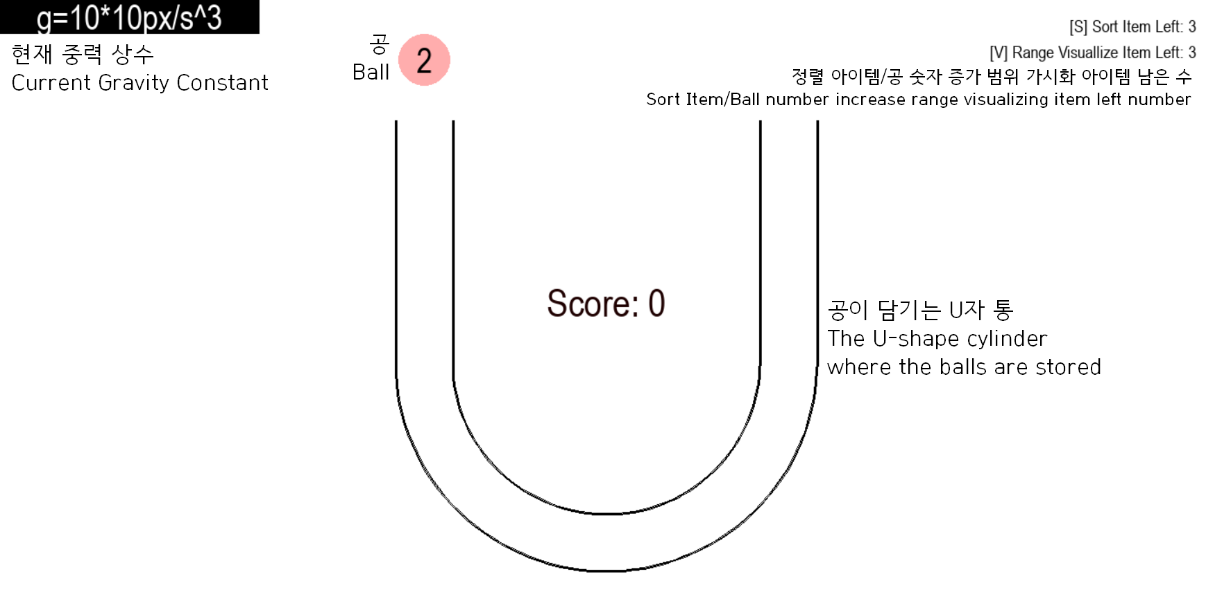 g=10*10px/s^3
현재 중력 상수
Current Gravity Constant
공
Ball
2
[S] Sort Item Left: 3
[V] Range Visuallize Item Left: 3
정렬 아이템/공 숫자 증가 범위 가시화 아이템 남은 수
Sort Item/Ball number increase range visualizing item left number
Score: 0
공이 담기는 U자 통
The U-shape cylinder
where the balls are stored